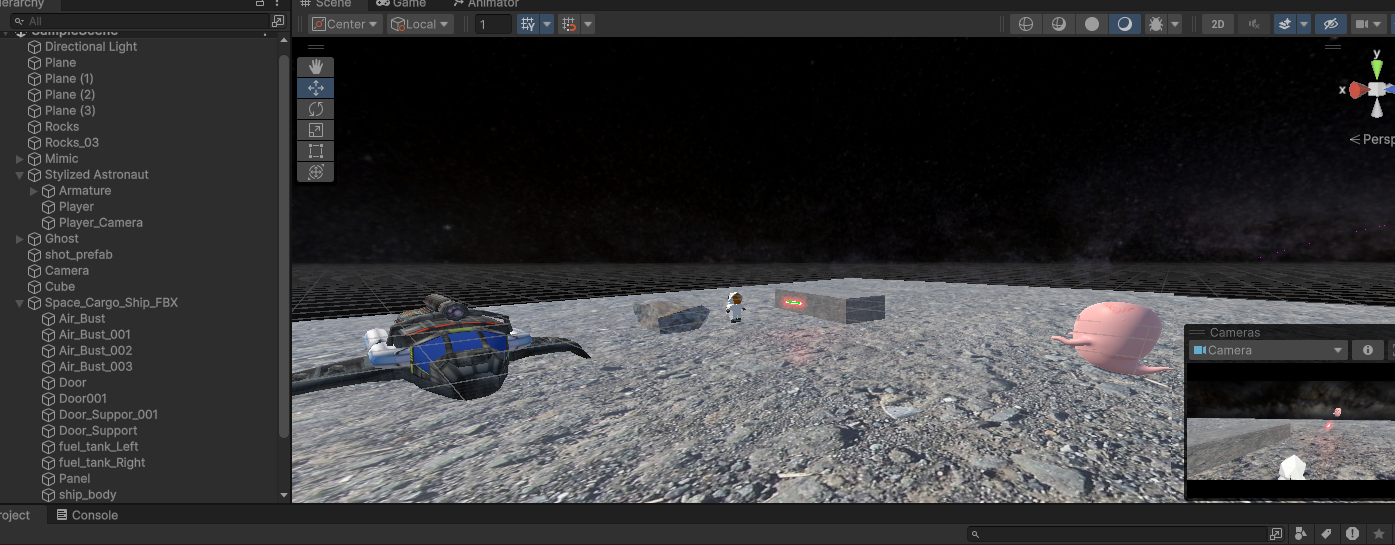 Hierarchy
Scene
Game
Animator
All
Center
Local
1
2D
SampleScene
Directional Light
Plane
Plane (1)
Plane (2)
Plane (3)
Rocks
Rocks_03
Mimic
Stylized Astronaut
Armature
Player
Player_Camera
Ghost
shot_prefab
Camera
Cube
Space_Cargo_Ship_FBX
Air_Bust
Air_Bust_001
Air_Bust_002
Air_Bust_003
Door
Door001
Door_Suppor_001
Door_Support
fuel_tank_Left
fuel_tank_Right
Panel
ship_body
y
x
Persp
Cameras
Camera
roject
Console